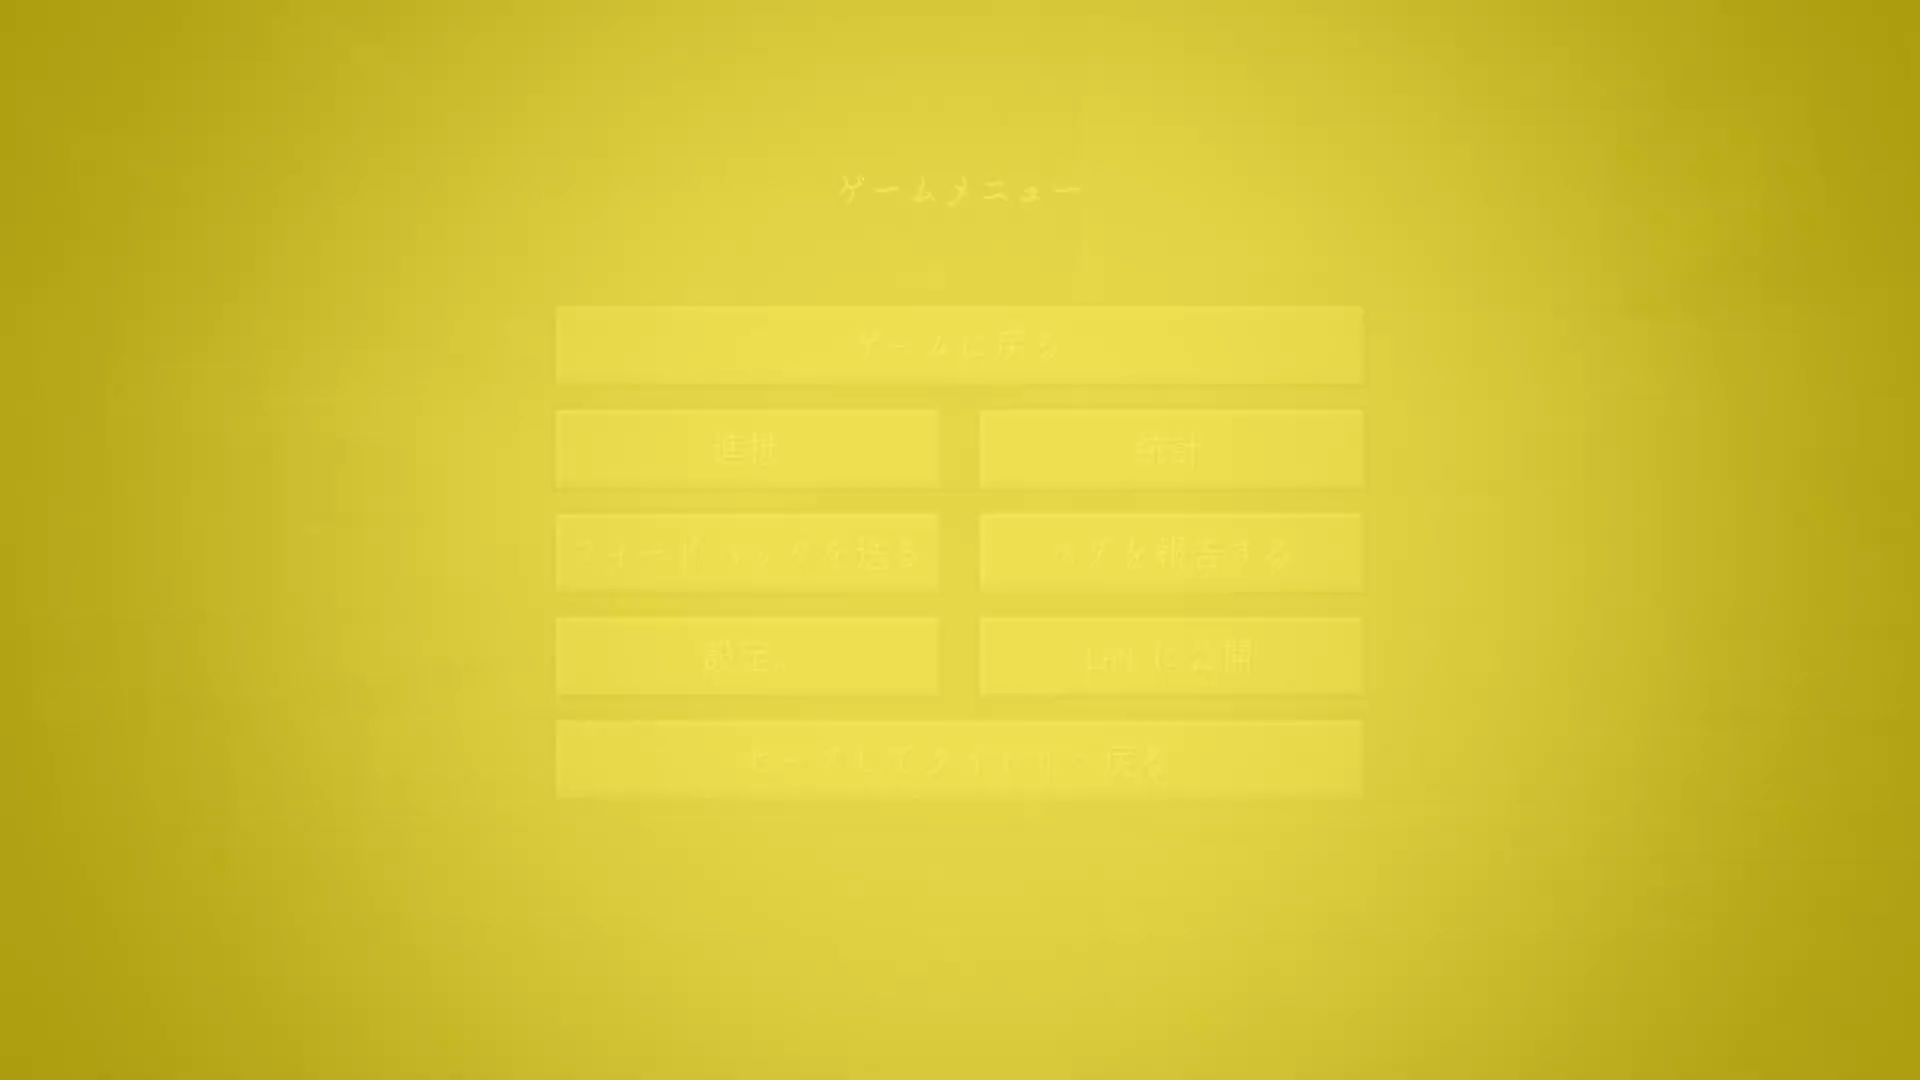 ゲームメニュー
ゲームに戻る
進捗
統計
フィードバックを送る
バグを報告する
設定...
LAN に公開
セーブしてタイトルへ戻る